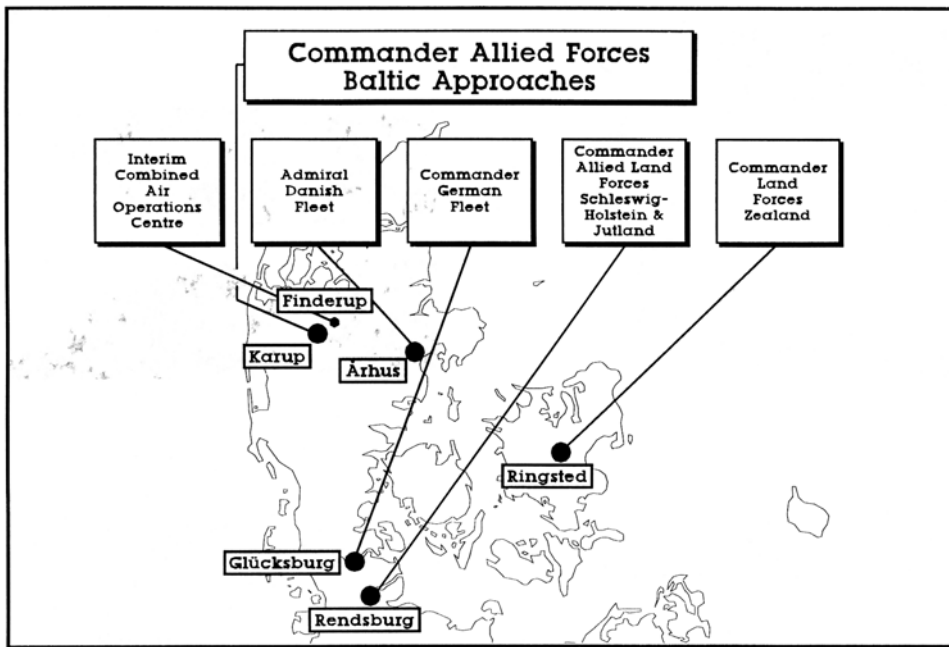 Commander Allied Forces
Baltic Approaches
Interim
Combined
Air
Operations
Centre
Admiral
Danish
Fleet
Commander
German
Fleet
Commander
Allied Land
Forces
Schleswig-
Holstein &
Jutland
Commander
Land
Forces
Zealand
Finderup
Karup
Århus
Ringsted
Glücksburg
Rendsburg